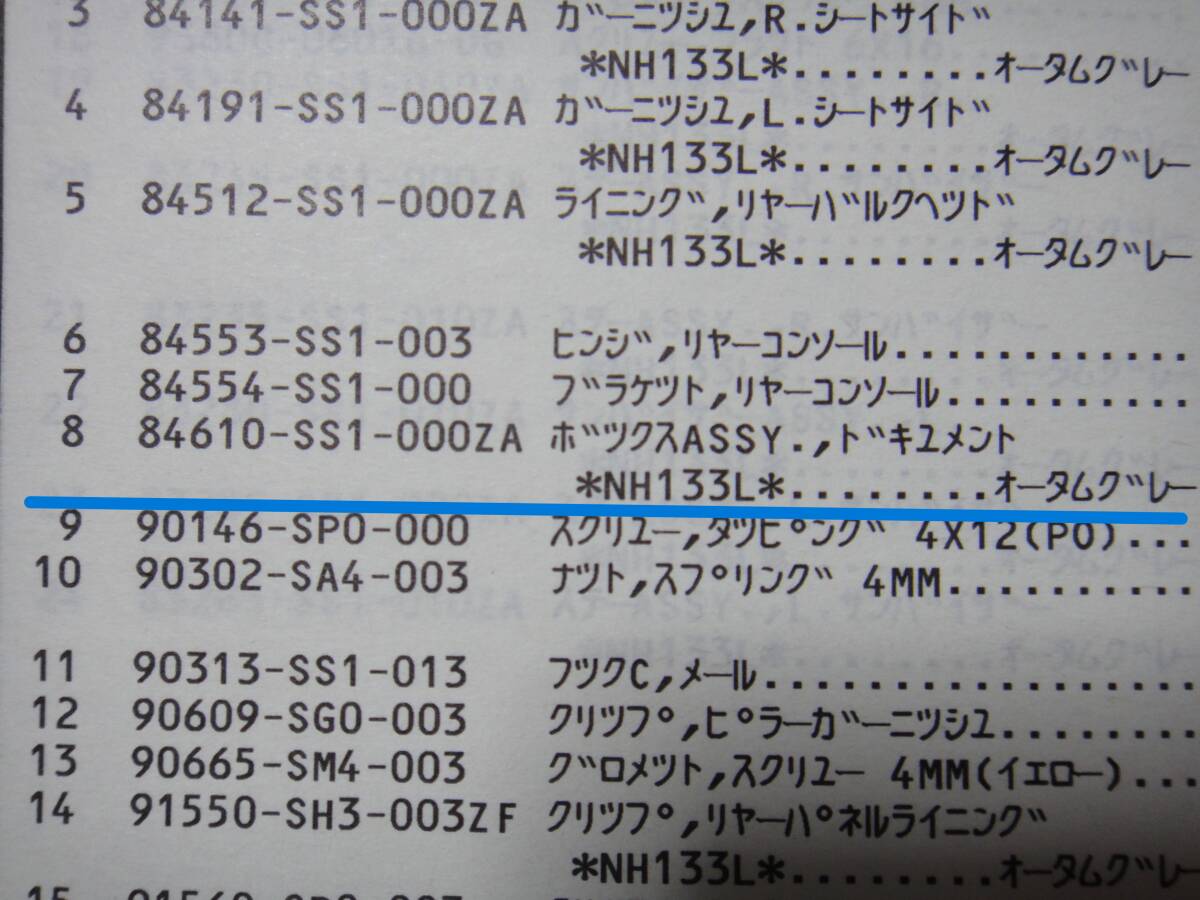 3 84141-SS1-000ZA ガーニツシユ,R.シートサイド
*NH133L*........オータムグレー
4 84191-SS1-000ZA ガーニツシユ,L.シートサイド
*NH133L*........オータムグレー
5 84512-SS1-000ZA ライニング,リヤーバルクヘツド
*NH133L*........オータムグレー
6 84553-SS1-003 ヒンジ,リヤーコンソール............
7 84554-SS1-000 ブラケツト,リヤーコンソール..........
8 84610-SS1-000ZA ボツクスASSY.,ドキユメント
*NH133L*........オータムグレー
9 90146-SP0-000 スクリユー,タツピング 4X12(PO)...
10 90302-SA4-003 ナツト,スプリング 4MM..........
11 90313-SS1-013 フツクC,メール.................
12 90609-SG0-003 クリツプ,ピラーガーニツシユ........
13 90665-SM4-003 グロメツト,スクリユー 4MM(イエロー)...
14 91550-SH3-003ZF クリツプ,リヤーパネルライニング
*NH133L*........オータムグレー